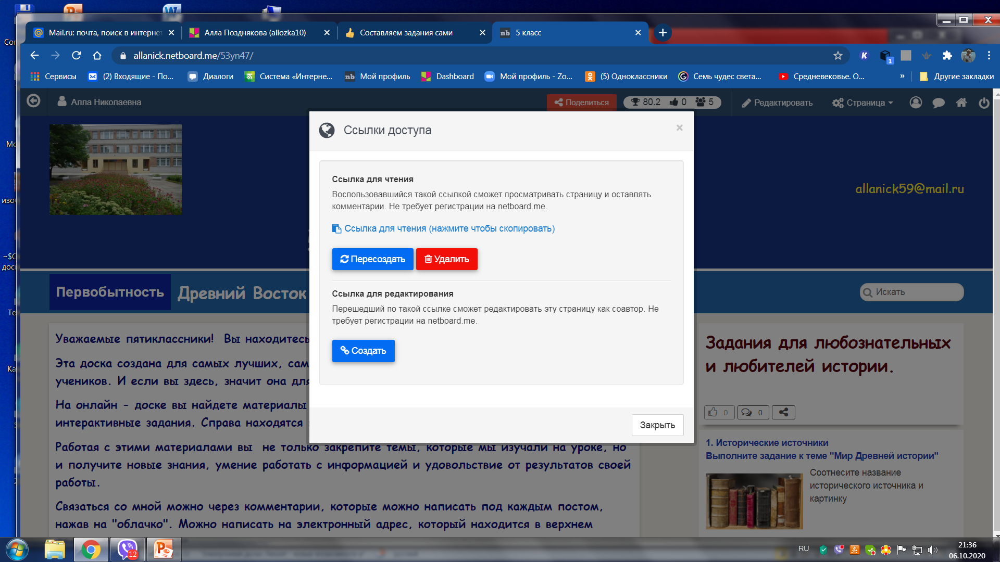 Mail.ru: почта, поиск в интернет
Алла Позднякова (allozka10)
Составляем задания сами
nb 5 класс
allanick.netboard.me/53yn47/
Сервисы
(2) Входящие - По...
Диалоги
Система «Интерне...
nb Мой профиль
Dashboard
Мой профиль - Zo...
(5) Одноклассники
Семь чудес света...
Средневековье. О...
»
Другие закладки
Алла Николаевна
Поделиться
80.2 0 5
Редактировать
Страница
Ссылки доступа
×
Ссылка для чтения
Воспользовавшийся такой ссылкой сможет просматривать страницу и оставлять
комментарии. Не требует регистрации на netboard.me.
Ссылка для чтения (нажмите чтобы скопировать)
Пересоздать
Удалить
Ссылка для редактирования
Перешедший по такой ссылке сможет редактировать эту страницу как соавтор. Не
требует регистрации на netboard.me.
Создать
Закрыть
allanick59@mail.ru
Первобытность
Древний Восток
Искать
Уважаемые пятиклассники! Вы находитесь
Эта доска создана для самых лучших, сам
учеников. И если вы здесь, значит она для
На онлайн - доске вы найдете материалы
интерактивные задания. Справа находятся
Работая с этими материалами вы не только закрепите темы, которые мы изучали на уроке, но
и получите новые знания, умение работать с информацией и удовольствие от результатов своей
работы.
Связаться со мной можно через комментарии, которые можно написать под каждым постом,
нажав на "облачко". Можно написать на электронный адрес, который находится в верхнем
Задания для любознательных
и любителей истории.
0
0
1. Исторические источники
Выполните задание к теме "Мир Древней истории"
Соотнесите название
исторического источника и
картинку
12
RU
21:36
06.10.2020